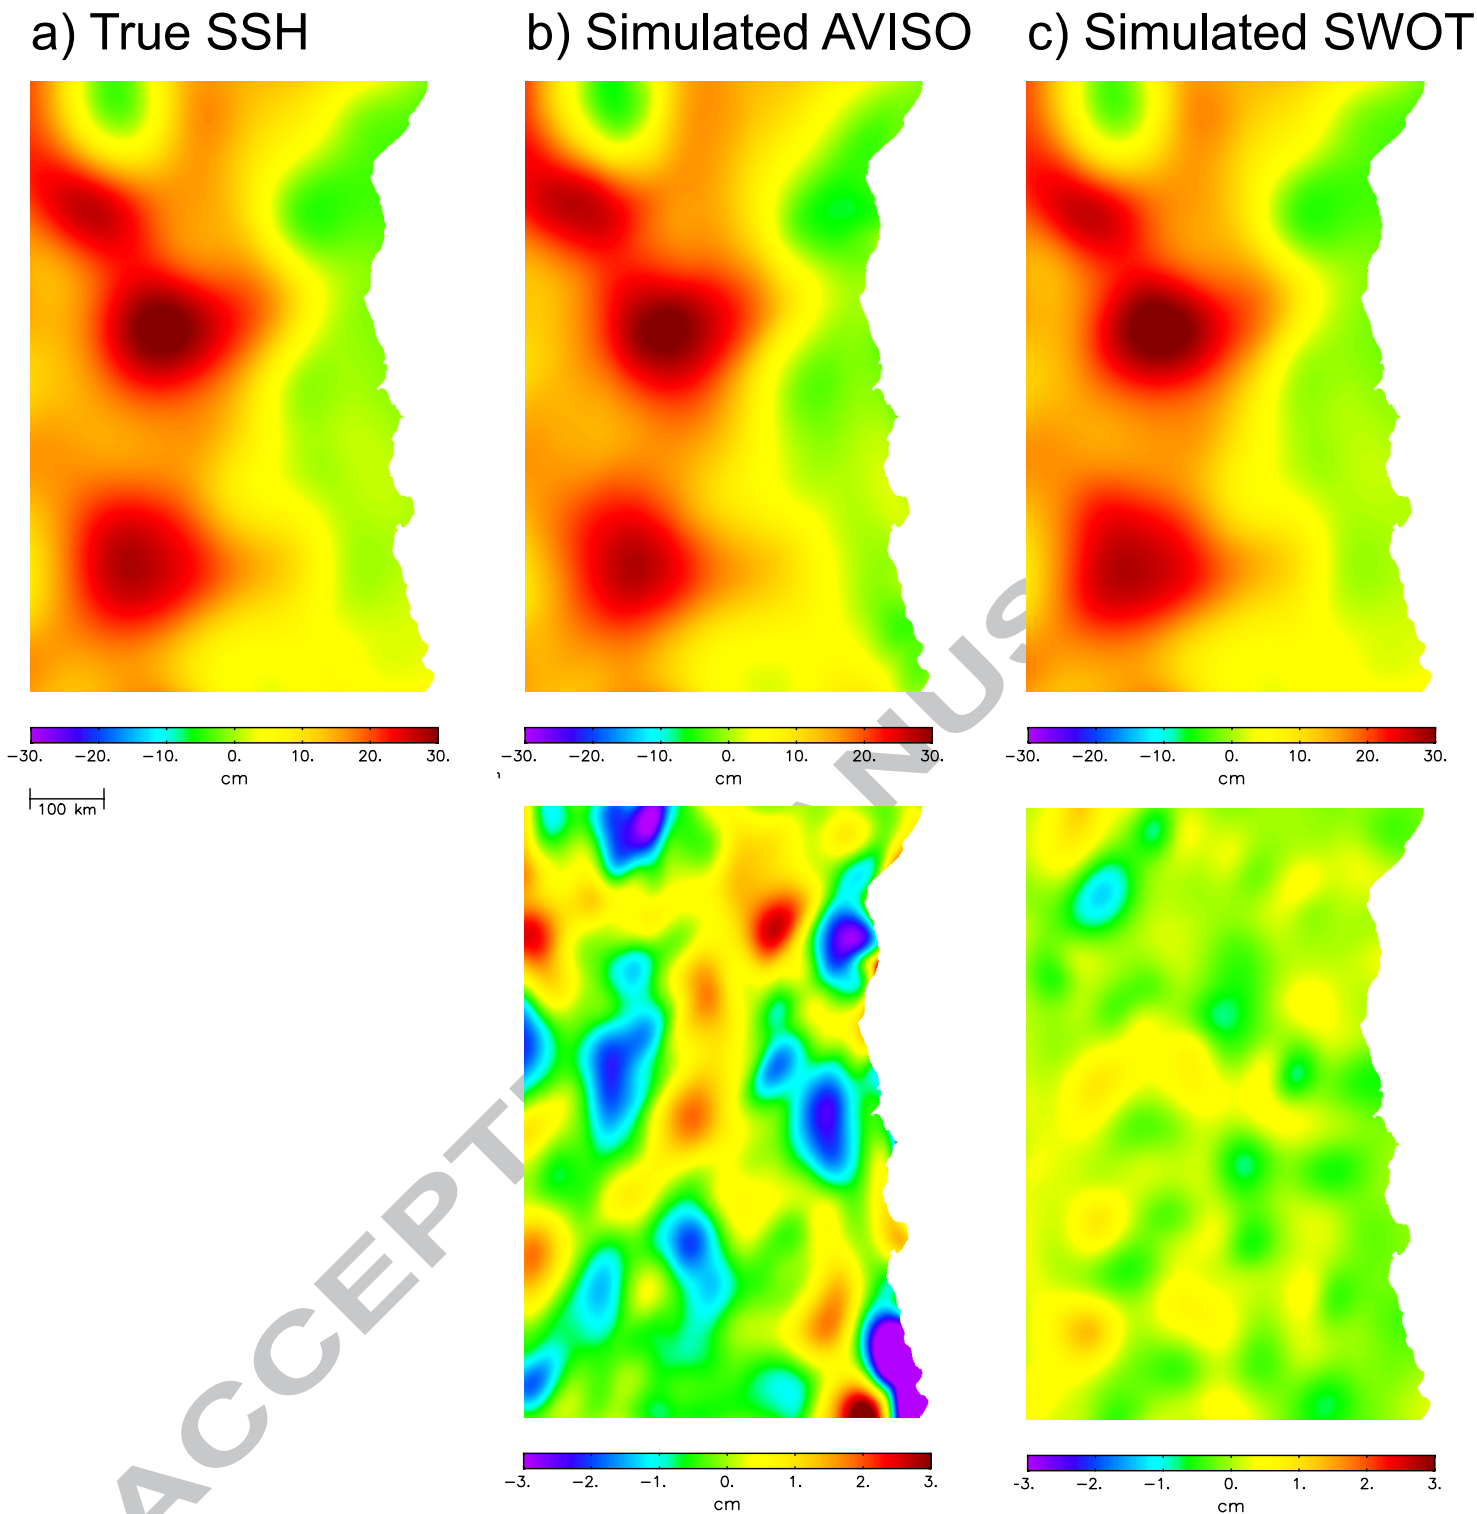 a) True SSH
b) Simulated AVISO
c) Simulated SWOT
−30. −20. −10. 0. 10. 20. 30.
cm
−30. −20. −10. 0. 10. 20. 30.
cm
−30. −20. −10. 0. 10. 20. 30.
cm
100 km
−3. −2. −1. 0. 1. 2. 3.
cm
−3. −2. −1. 0. 1. 2. 3.
cm